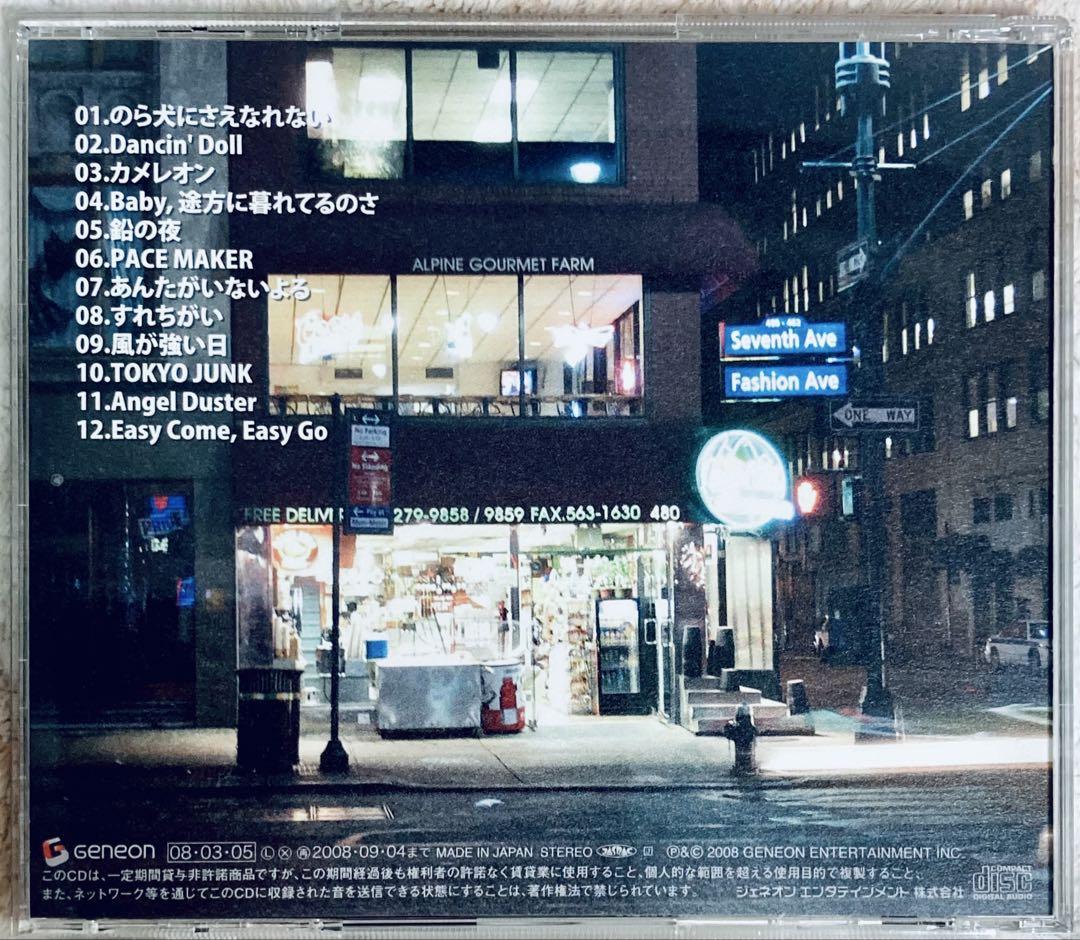 01.のら犬にさえなれない
02.Dancin' Doll
03.カメレオン
04.Baby, 途方に暮れてるのさ
05.鉛の夜
06.PACE MAKER
07.あんたがいないよる
08.すれちがい
09.風が強い日
10.TOKYO JUNK
11.Angel Duster
12.Easy Come, Easy Go
ALPINE GOURMET FARM
Seventh Ave
Fashion Ave
ONE WAY
No Parking
No Standing
FREE DELIVER 279-9858 / 9859 FAX.563-1630 480
GENEON 08·03·05 Ⓛ Ⓧ 再 2008·09·04まで MADE IN JAPAN STEREO JASRAC ℗&© 2008 GENEON ENTERTAINMENT INC.
このCDは、一定期間貸与非許諾商品ですが、この期間経過後も権利者の許諾なく賃貸業に使用すること、個人的な範囲を超える使用目的で複製すること、
また、ネットワーク等を通じてこのCDに収録された音を送信できる状態にすることは、著作権法で禁じられています。 ジェネオン エンタテインメント 株式会社
COMPACT
disc
DIGITAL AUDIO